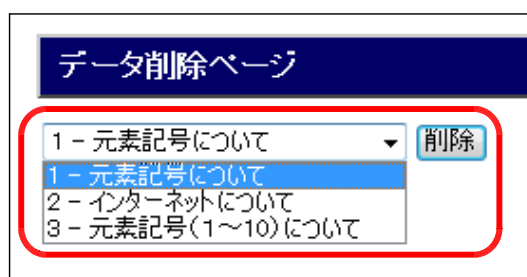 データ削除ページ
1 - 元素記号について
削除
1 - 元素記号について
2 - インターネットについて
3 - 元素記号(1～10)について